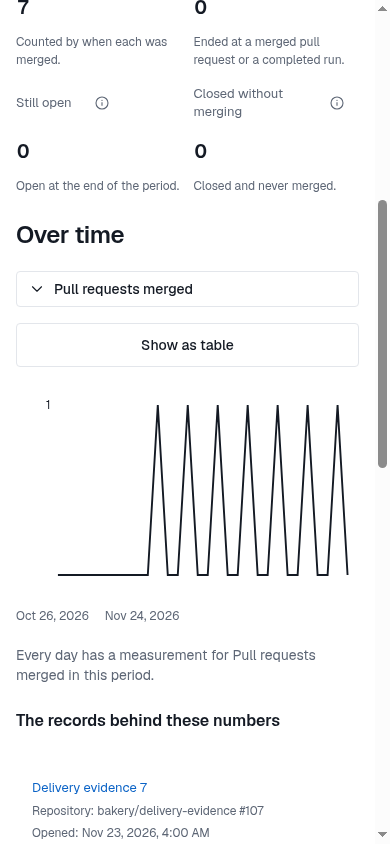 7
0
Counted by when each was
merged.
Ended at a merged pull
request or a completed run.
Still open
Closed without
merging
0
0
Open at the end of the period.
Closed and never merged.
Over time
Pull requests merged
Show as table
1
Oct 26, 2026
Nov 24, 2026
Every day has a measurement for Pull requests
merged in this period.
The records behind these numbers
Delivery evidence 7
Repository: bakery/delivery-evidence #107
Opened: Nov 23, 2026, 4:00 AM